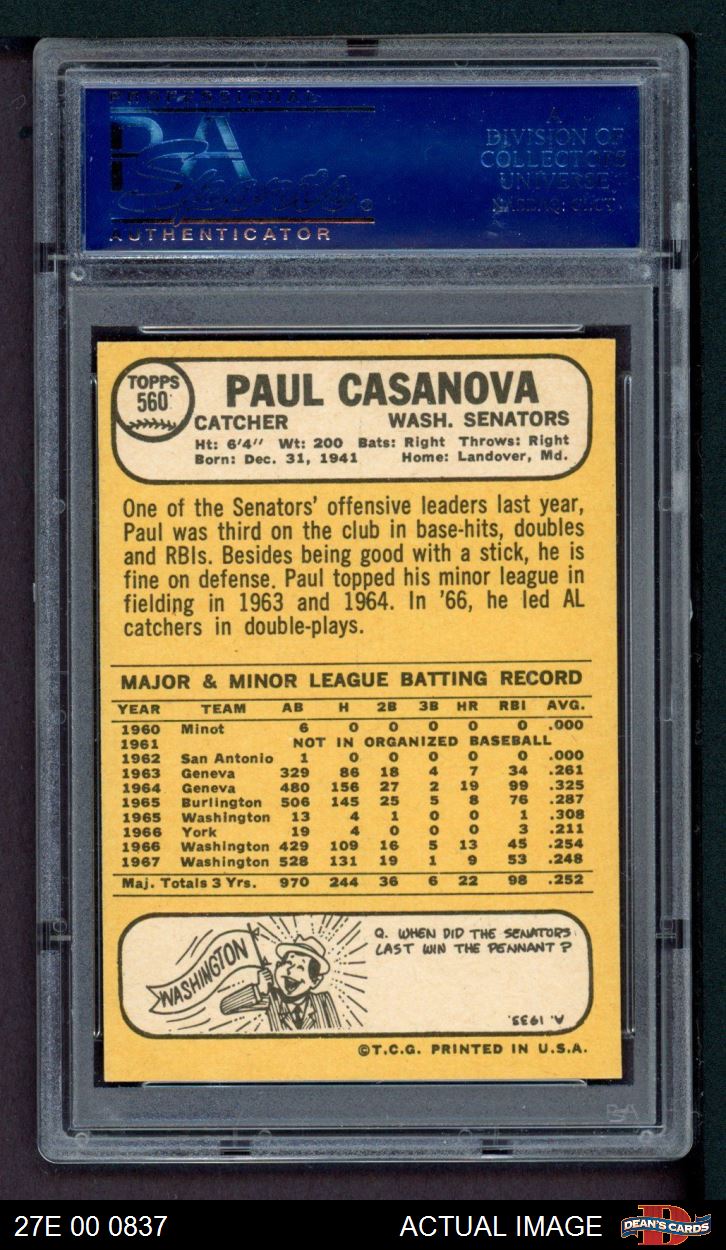 PROFESSIONAL
PSA
Sports
AUTHENTICATOR
A
DIVISION OF
COLLECTORS
UNIVERSE
NASDAQ: CLCT
TOPPS
560
PAUL CASANOVA
CATCHER WASH. SENATORS
Ht: 6'4" Wt: 200 Bats: Right Throws: Right
Born: Dec. 31, 1941 Home: Landover, Md.
One of the Senators' offensive leaders last year,
Paul was third on the club in base-hits, doubles
and RBIs. Besides being good with a stick, he is
fine on defense. Paul topped his minor league in
fielding in 1963 and 1964. In '66, he led AL
catchers in double-plays.
MAJOR & MINOR LEAGUE BATTING RECORD
YEAR TEAM AB H 2B 3B HR RBI AVG.
1960 Minot 6 0 0 0 0 0 .000
1961 NOT IN ORGANIZED BASEBALL
1962 San Antonio 1 0 0 0 0 0 .000
1963 Geneva 329 86 18 4 7 34 .261
1964 Geneva 480 156 27 2 19 99 .325
1965 Burlington 506 145 25 5 8 76 .287
1965 Washington 13 4 1 0 0 1 .308
1966 York 19 4 0 0 0 3 .211
1966 Washington 429 109 16 5 13 45 .254
1967 Washington 528 131 19 1 9 53 .248
Maj. Totals 3 Yrs. 970 244 36 6 22 98 .252
WASHINGTON
Q. WHEN DID THE SENATORS
LAST WIN THE PENNANT?
A. 1933.
©T.C.G. PRINTED IN U.S.A.
PSA
27E 00 0837 ACTUAL IMAGE
D
DEAN'S CARDS